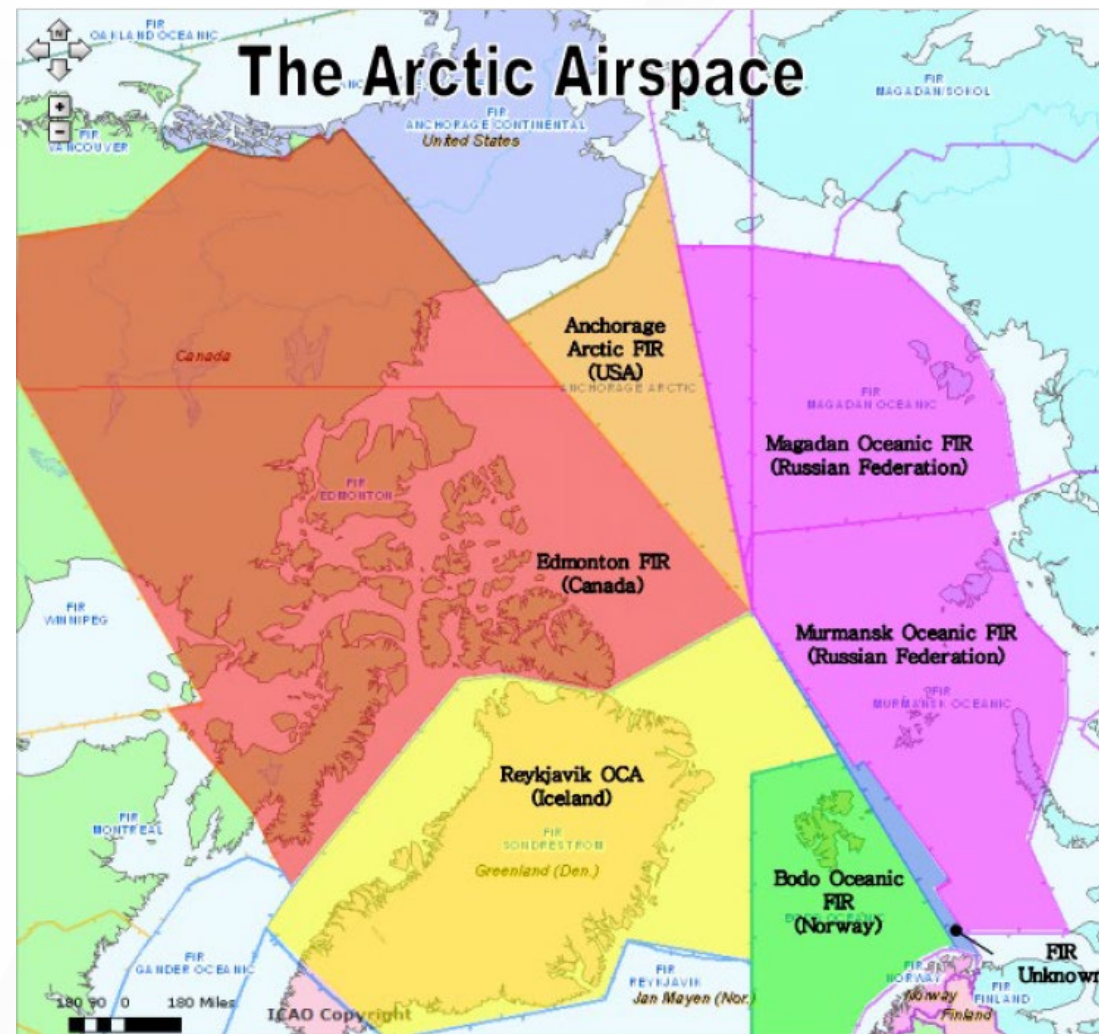 N
FIR
OAKLAND OCEANIC
The Arctic Airspace
FIR
ANCHORAGE CONTINENTAL
United States
FIR
MAGADAN/SOKOL
+
-
FIR
VANCOUVER
Anchorage
Arctic FIR
(USA)
ANCHORAGE ARCTIC
Canada
FIR
MAGADAN OCEANIC
Magadan Oceanic FIR
(Russian Federation)
FIR
EDMONTON
Edmonton FIR
(Canada)
FIR
WINNIPEG
Murmansk Oceanic FIR
(Russian Federation)
FIR
MURMANSK OCEANIC
Reykjavik OCA
(Iceland)
FIR
SONDRESTROM
Greenland (Den.)
FIR
MONTREAL
Bodo Oceanic
FIR
(Norway)
BODO OCEANIC
FIR
Unknown
FIR
GANDER OCEANIC
FIR
REYKJAVIK
Jan Mayen (Nor.)
FIR
NORWAY
Norway
FIR
FINLAND
Finland
180 90 0 180 Miles
ICAO Copyright